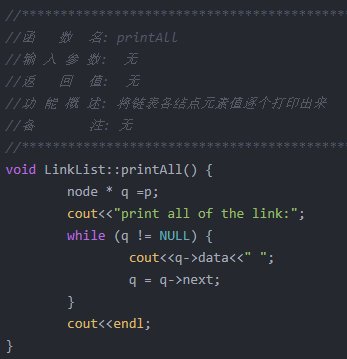 //******************************************
//函 数 名: printAll
//输 入 参 数: 无
//返 回 值: 无
//功 能 概 述: 将链表各结点元素值逐个打印出来
//备 注: 无
//******************************************
void LinkList::printAll() {
node * q =p;
cout<<"print all of the link:";
while (q != NULL) {
cout<<q->data<<" ";
q = q->next;
}
cout<<endl;
}